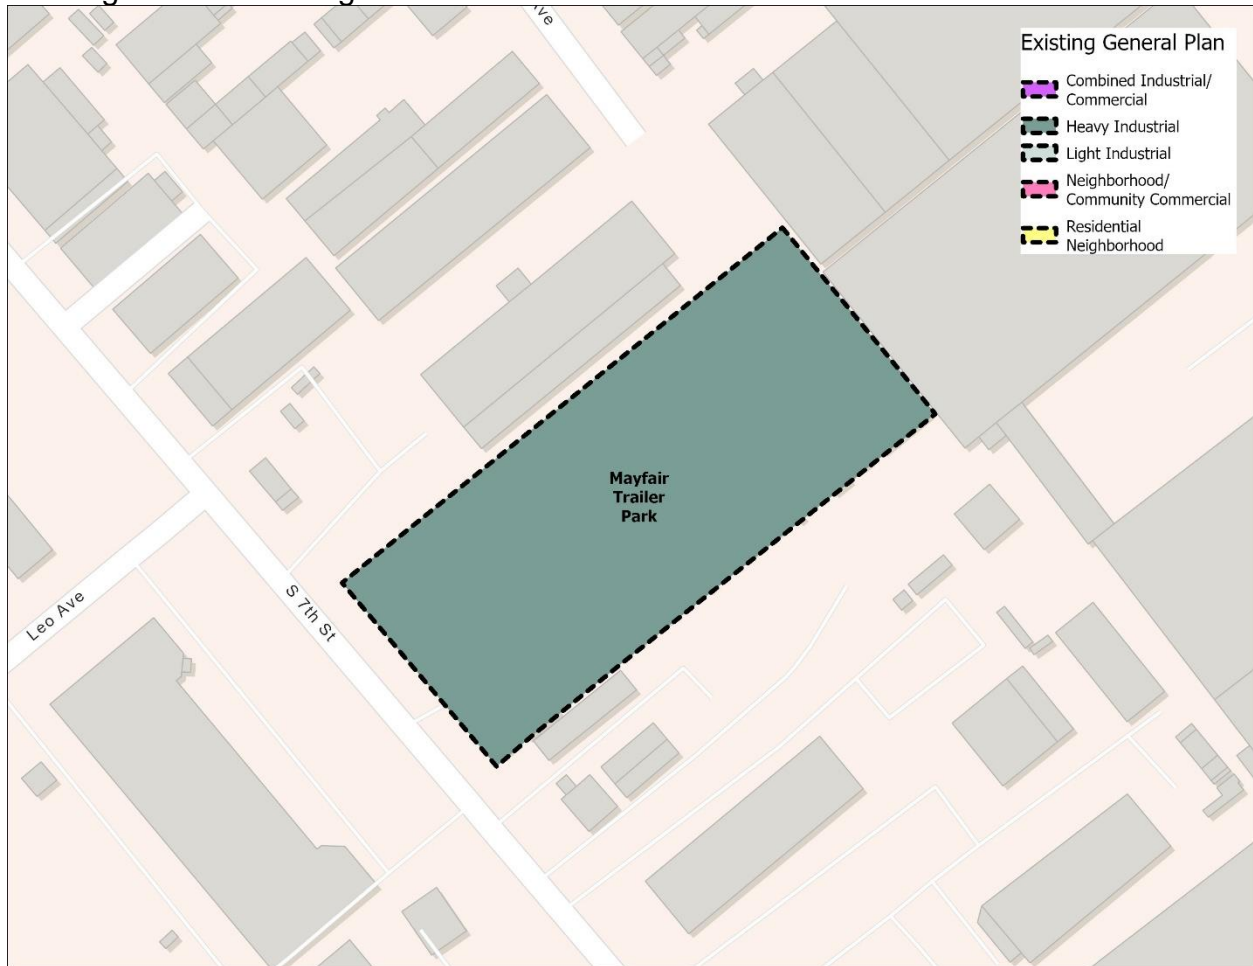 Ave
Existing General Plan
Combined Industrial/
Commercial
Heavy Industrial
Light Industrial
Neighborhood/
Community Commercial
Residential
Neighborhood
Mayfair
Trailer
Park
Leo Ave
S 7th St